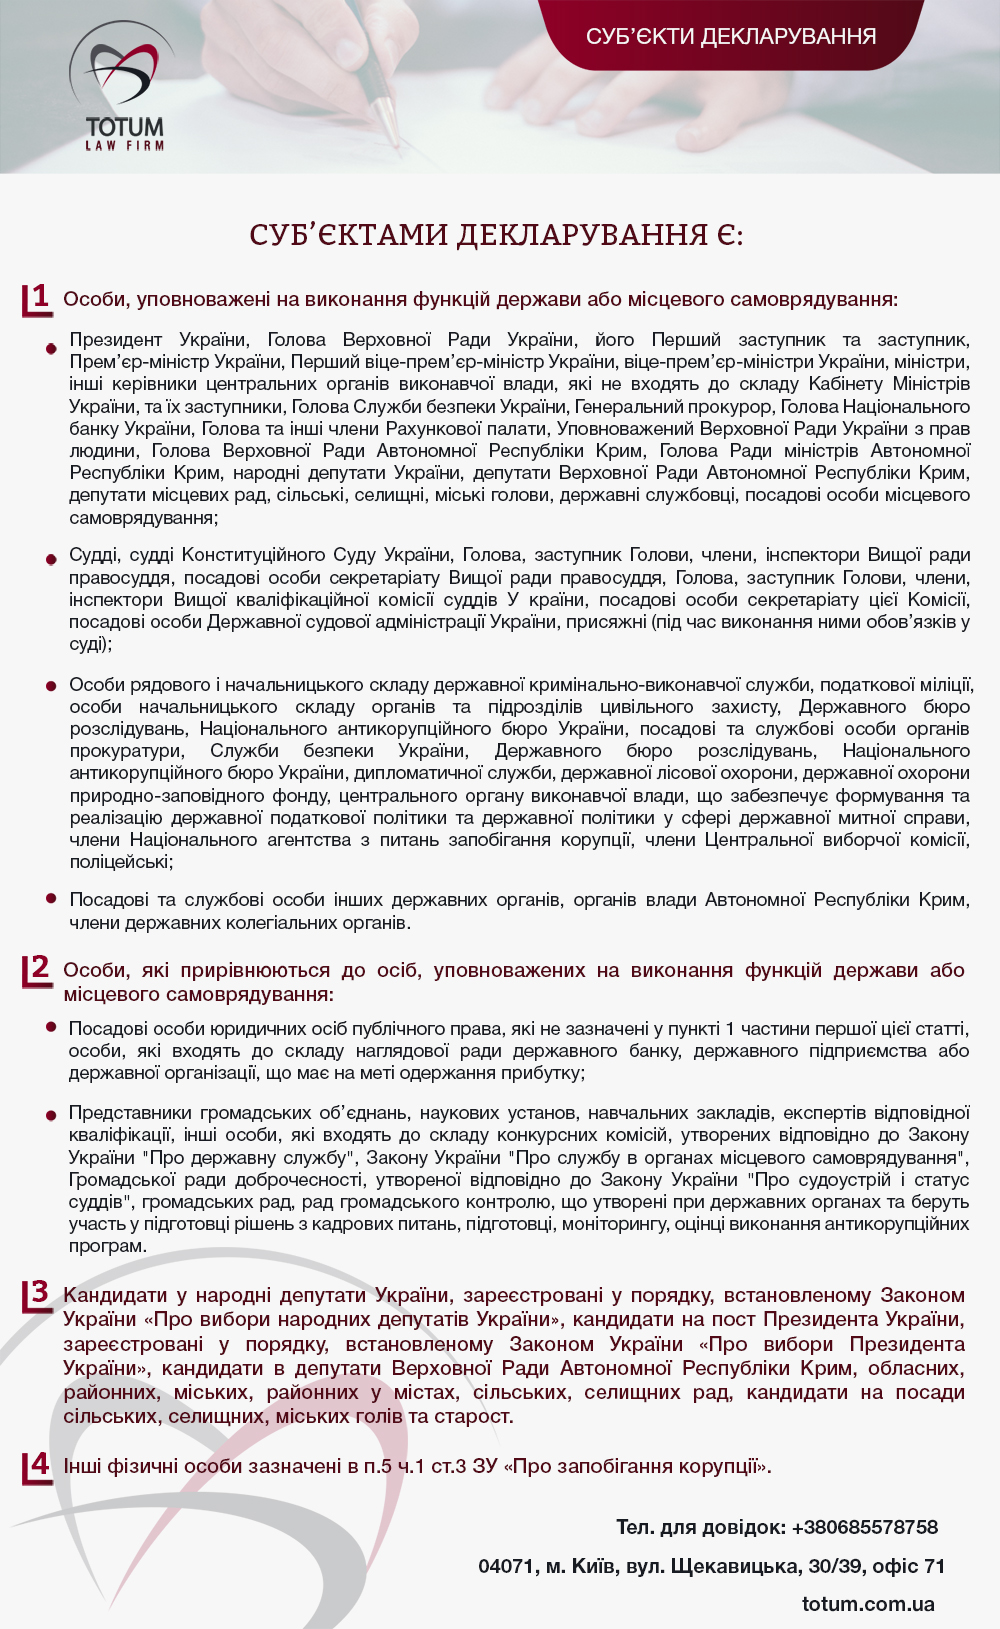 СУБ’ЄКТИ ДЕКЛАРУВАННЯ
TOTUM
LAW FIRM
СУБ’ЄКТАМИ ДЕКЛАРУВАННЯ Є:
1 Особи, уповноважені на виконання функцій держави або місцевого самоврядування:
Президент України, Голова Верховної Ради України, його Перший заступник та заступник,
Прем’єр-міністр України, Перший віце-прем’єр-міністр України, віце-прем’єр-міністри України, міністри,
інші керівники центральних органів виконавчої влади, які не входять до складу Кабінету Міністрів
України, та їх заступники, Голова Служби безпеки України, Генеральний прокурор, Голова Національного
банку України, Голова та інші члени Рахункової палати, Уповноважений Верховної Ради України з прав
людини, Голова Верховної Ради Автономної Республіки Крим, Голова Ради міністрів Автономної
Республіки Крим, народні депутати України, депутати Верховної Ради Автономної Республіки Крим,
депутати місцевих рад, сільські, селищні, міські голови, державні службовці, посадові особи місцевого
самоврядування;
Судді, судді Конституційного Суду України, Голова, заступник Голови, члени, інспектори Вищої ради
правосуддя, посадові особи секретаріату Вищої ради правосуддя, Голова, заступник Голови, члени,
інспектори Вищої кваліфікаційної комісії суддів У країни, посадові особи секретаріату цієї Комісії,
посадові особи Державної судової адміністрації України, присяжні (під час виконання ними обов’язків у
суді);
Особи рядового і начальницького складу державної кримінально-виконавчої служби, податкової міліції,
особи начальницького складу органів та підрозділів цивільного захисту, Державного бюро
розслідувань, Національного антикорупційного бюро України, посадові та службові особи органів
прокуратури, Служби безпеки України, Державного бюро розслідувань, Національного
антикорупційного бюро України, дипломатичної служби, державної лісової охорони, державної охорони
природно-заповідного фонду, центрального органу виконавчої влади, що забезпечує формування та
реалізацію державної податкової політики та державної політики у сфері державної митної справи,
члени Національного агентства з питань запобігання корупції, члени Центральної виборчої комісії,
поліцейські;
Посадові та службові особи інших державних органів, органів влади Автономної Республіки Крим,
члени державних колегіальних органів.
2 Особи, які прирівнюються до осіб, уповноважених на виконання функцій держави або
місцевого самоврядування:
Посадові особи юридичних осіб публічного права, які не зазначені у пункті 1 частини першої цієї статті,
особи, які входять до складу наглядової ради державного банку, державного підприємства або
державної організації, що має на меті одержання прибутку;
Представники громадських об’єднань, наукових установ, навчальних закладів, експертів відповідної
кваліфікації, інші особи, які входять до складу конкурсних комісій, утворених відповідно до Закону
України "Про державну службу", Закону України "Про службу в органах місцевого самоврядування",
Громадської ради доброчесності, утвореної відповідно до Закону України "Про судоустрій і статус
суддів", громадських рад, рад громадського контролю, що утворені при державних органах та беруть
участь у підготовці рішень з кадрових питань, підготовці, моніторингу, оцінці виконання антикорупційних
програм.
3 Кандидати у народні депутати України, зареєстровані у порядку, встановленому Законом
України «Про вибори народних депутатів України», кандидати на пост Президента України,
зареєстровані у порядку, встановленому Законом України «Про вибори Президента
України», кандидати в депутати Верховної Ради Автономної Республіки Крим, обласних,
районних, міських, районних у містах, сільських, селищних рад, кандидати на посади
сільських, селищних, міських голів та старост.
4 Інші фізичні особи зазначені в п.5 ч.1 ст.3 ЗУ «Про запобігання корупції».
Тел. для довідок: +380685578758
04071, м. Київ, вул. Щекавицька, 30/39, офіс 71
totum.com.ua